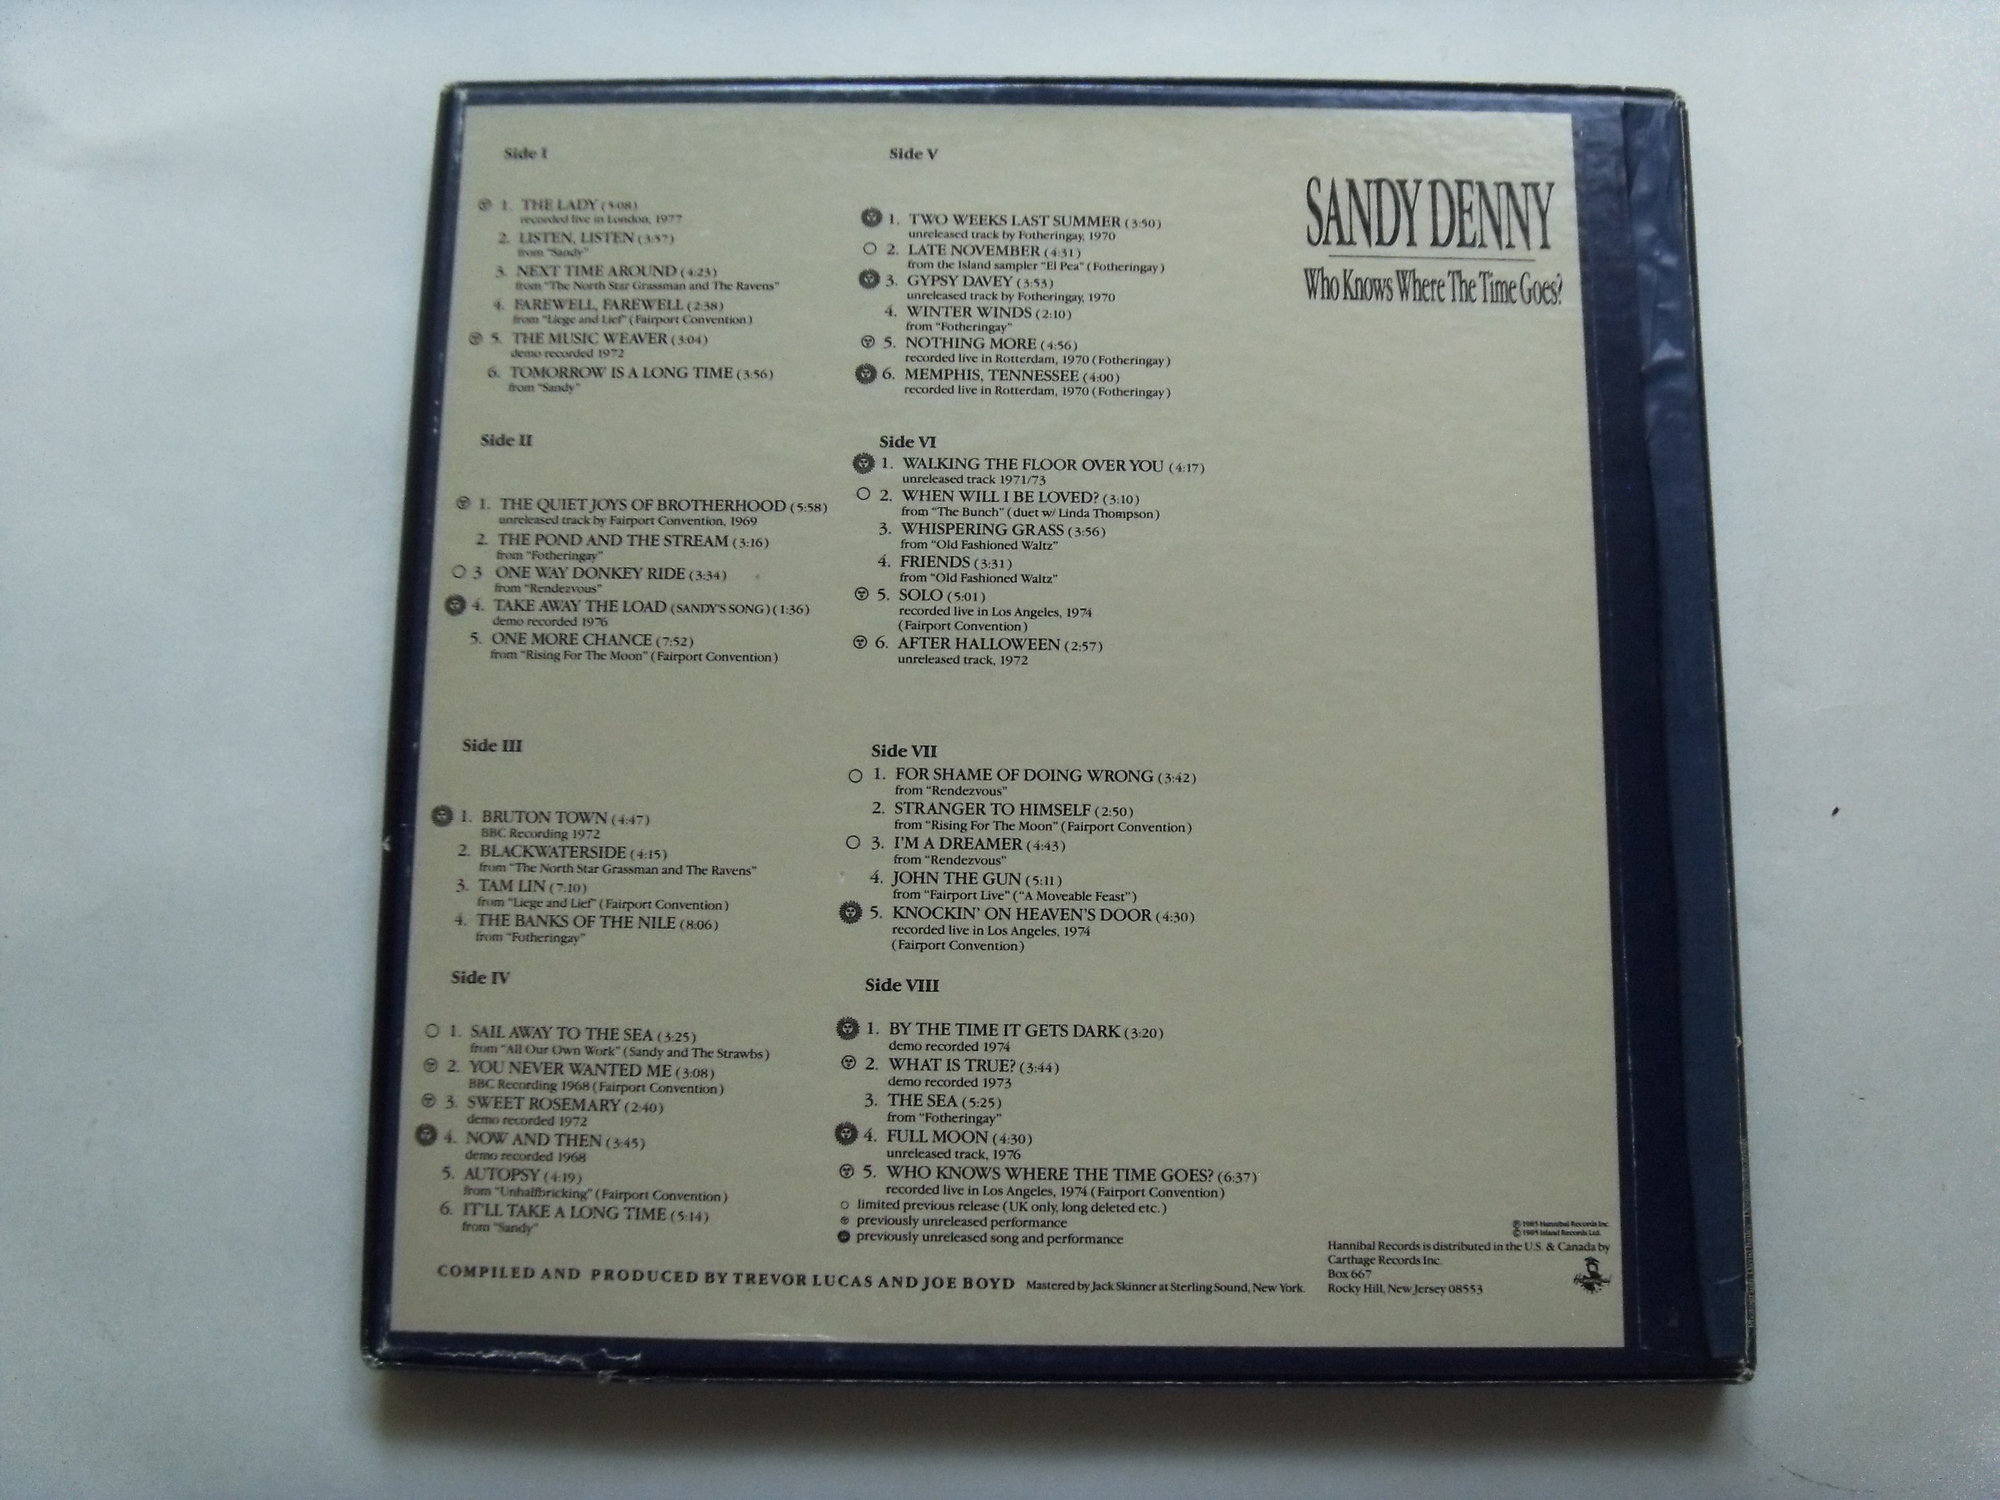 Side I
1. THE LADY (5:08)
recorded live in London, 1977
2. LISTEN, LISTEN (3:57)
from "Sandy"
3. NEXT TIME AROUND (4:23)
from "The North Star Grassman and The Ravens"
4. FAREWELL, FAREWELL (2:38)
from "Liege and Lief" (Fairport Convention)
5. THE MUSIC WEAVER (3:04)
demo recorded 1972
6. TOMORROW IS A LONG TIME (3:56)
from "Sandy"
Side II
1. THE QUIET JOYS OF BROTHERHOOD (5:58)
unreleased track by Fairport Convention, 1969
2. THE POND AND THE STREAM (3:16)
from "Fotheringay"
3 ONE WAY DONKEY RIDE (3:34)
from "Rendezvous"
4. TAKE AWAY THE LOAD (SANDY'S SONG) (1:36)
demo recorded 1976
5. ONE MORE CHANCE (7:52)
from "Rising For The Moon" (Fairport Convention)
Side III
1. BRUTON TOWN (4:47)
BBC Recording 1972
2. BLACKWATERSIDE (4:15)
from "The North Star Grassman and The Ravens"
3. TAM LIN (7:10)
from "Liege and Lief" (Fairport Convention)
4. THE BANKS OF THE NILE (8:06)
from "Fotheringay"
Side IV
1. SAIL AWAY TO THE SEA (3:25)
from "All Our Own Work" (Sandy and The Strawbs)
2. YOU NEVER WANTED ME (3:08)
BBC Recording 1968 (Fairport Convention)
3. SWEET ROSEMARY (2:40)
demo recorded 1972
4. NOW AND THEN (3:45)
demo recorded 1968
5. AUTOPSY (4:19)
from "Unhalfbricking" (Fairport Convention)
6. IT'LL TAKE A LONG TIME (5:14)
from "Sandy"
Side V
1. TWO WEEKS LAST SUMMER (3:50)
unreleased track by Fotheringay, 1970
2. LATE NOVEMBER (4:31)
from the Island sampler "El Pea" (Fotheringay)
3. GYPSY DAVEY (3:53)
unreleased track by Fotheringay, 1970
4. WINTER WINDS (2:10)
from "Fotheringay"
5. NOTHING MORE (4:56)
recorded live in Rotterdam, 1970 (Fotheringay)
6. MEMPHIS, TENNESSEE (4:00)
recorded live in Rotterdam, 1970 (Fotheringay)
Side VI
1. WALKING THE FLOOR OVER YOU (4:17)
unreleased track 1971/73
2. WHEN WILL I BE LOVED? (3:10)
from "The Bunch" (duet w/ Linda Thompson)
3. WHISPERING GRASS (3:56)
from "Old Fashioned Waltz"
4. FRIENDS (3:31)
from "Old Fashioned Waltz"
5. SOLO (5:01)
recorded live in Los Angeles, 1974
(Fairport Convention)
6. AFTER HALLOWEEN (2:57)
unreleased track, 1972
Side VII
1. FOR SHAME OF DOING WRONG (3:42)
from "Rendezvous"
2. STRANGER TO HIMSELF (2:50)
from "Rising For The Moon" (Fairport Convention)
3. I'M A DREAMER (4:43)
from "Rendezvous"
4. JOHN THE GUN (5:11)
from "Fairport Live" ("A Moveable Feast")
5. KNOCKIN' ON HEAVEN'S DOOR (4:30)
recorded live in Los Angeles, 1974
(Fairport Convention)
Side VIII
1. BY THE TIME IT GETS DARK (3:20)
demo recorded 1974
2. WHAT IS TRUE? (3:44)
demo recorded 1973
3. THE SEA (5:25)
from "Fotheringay"
4. FULL MOON (4:30)
unreleased track, 1976
5. WHO KNOWS WHERE THE TIME GOES? (6:37)
recorded live in Los Angeles, 1974 (Fairport Convention)
limited previous release (UK only, long deleted etc.)
previously unreleased performance
previously unreleased song and performance
SANDY DENNY
Who Knows Where The Time Goes?
℗ 1985 Hannibal Records Inc.
© 1985 Island Records Ltd.
Hannibal Records is distributed in the U.S. & Canada by
Carthage Records Inc.
Box 667
Rocky Hill, New Jersey 08553
COMPILED AND PRODUCED BY TREVOR LUCAS AND JOE BOYD Mastered by Jack Skinner at Sterling Sound, New York.